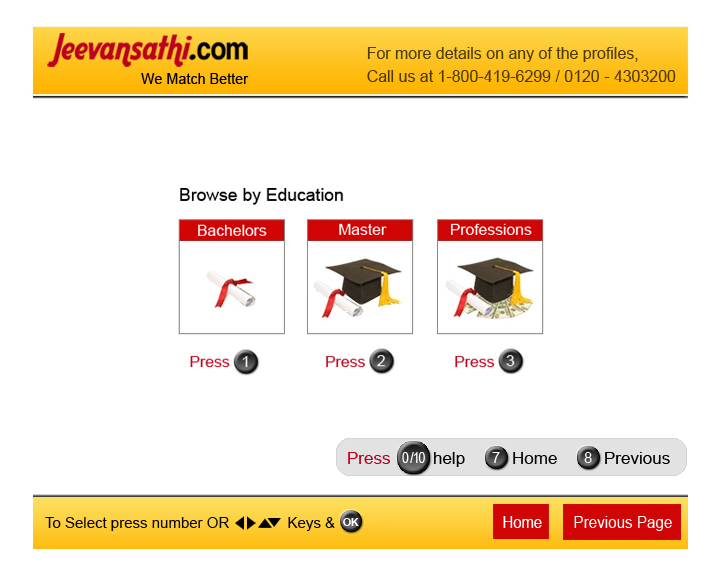 Jeevansathi.com
We Match Better
For more details on any of the profiles,
Call us at 1-800-419-6299 / 0120 - 4303200
Browse by Education
Bachelors
Master
Professions
Press 1
Press 2
Press 3
Press 0/10 help 7 Home 8 Previous
To Select press number OR ◀▶▲▼ Keys & OK
Home
Previous Page